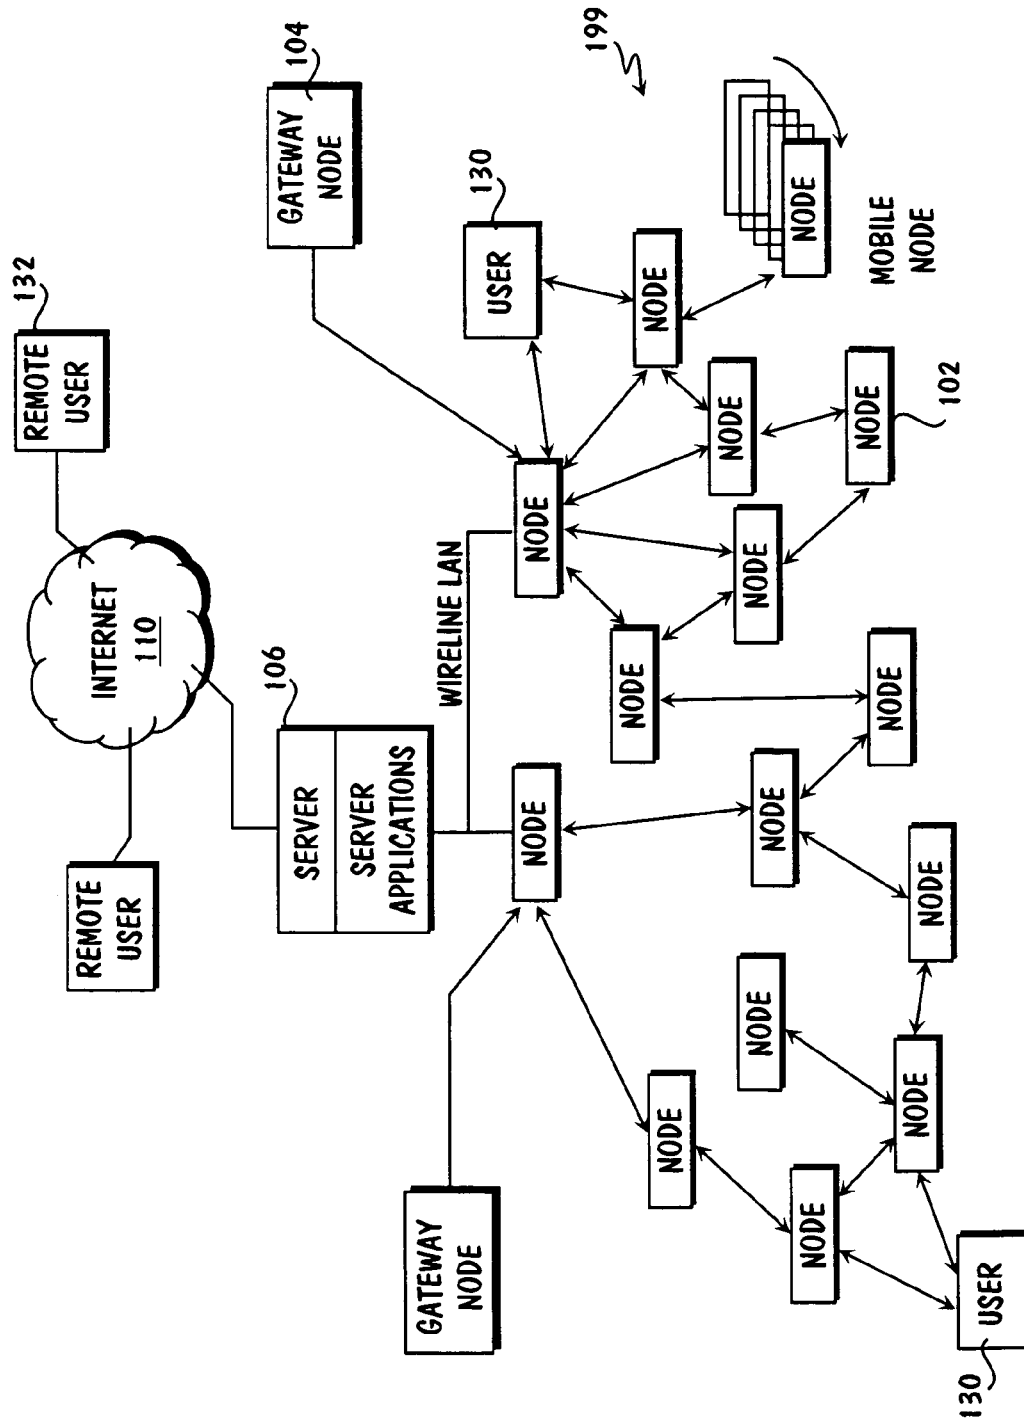 132
REMOTE
USER
REMOTE
USER
INTERNET
110
106
104
GATEWAY
NODE
SERVER
SERVER
APPLICATIONS
GATEWAY
NODE
WIRELINE LAN
130
USER
NODE
NODE
199
NODE
NODE
NODE
NODE
NODE
NODE
NODE
NODE
MOBILE
NODE
NODE
NODE
NODE
NODE
NODE
102
130
USER